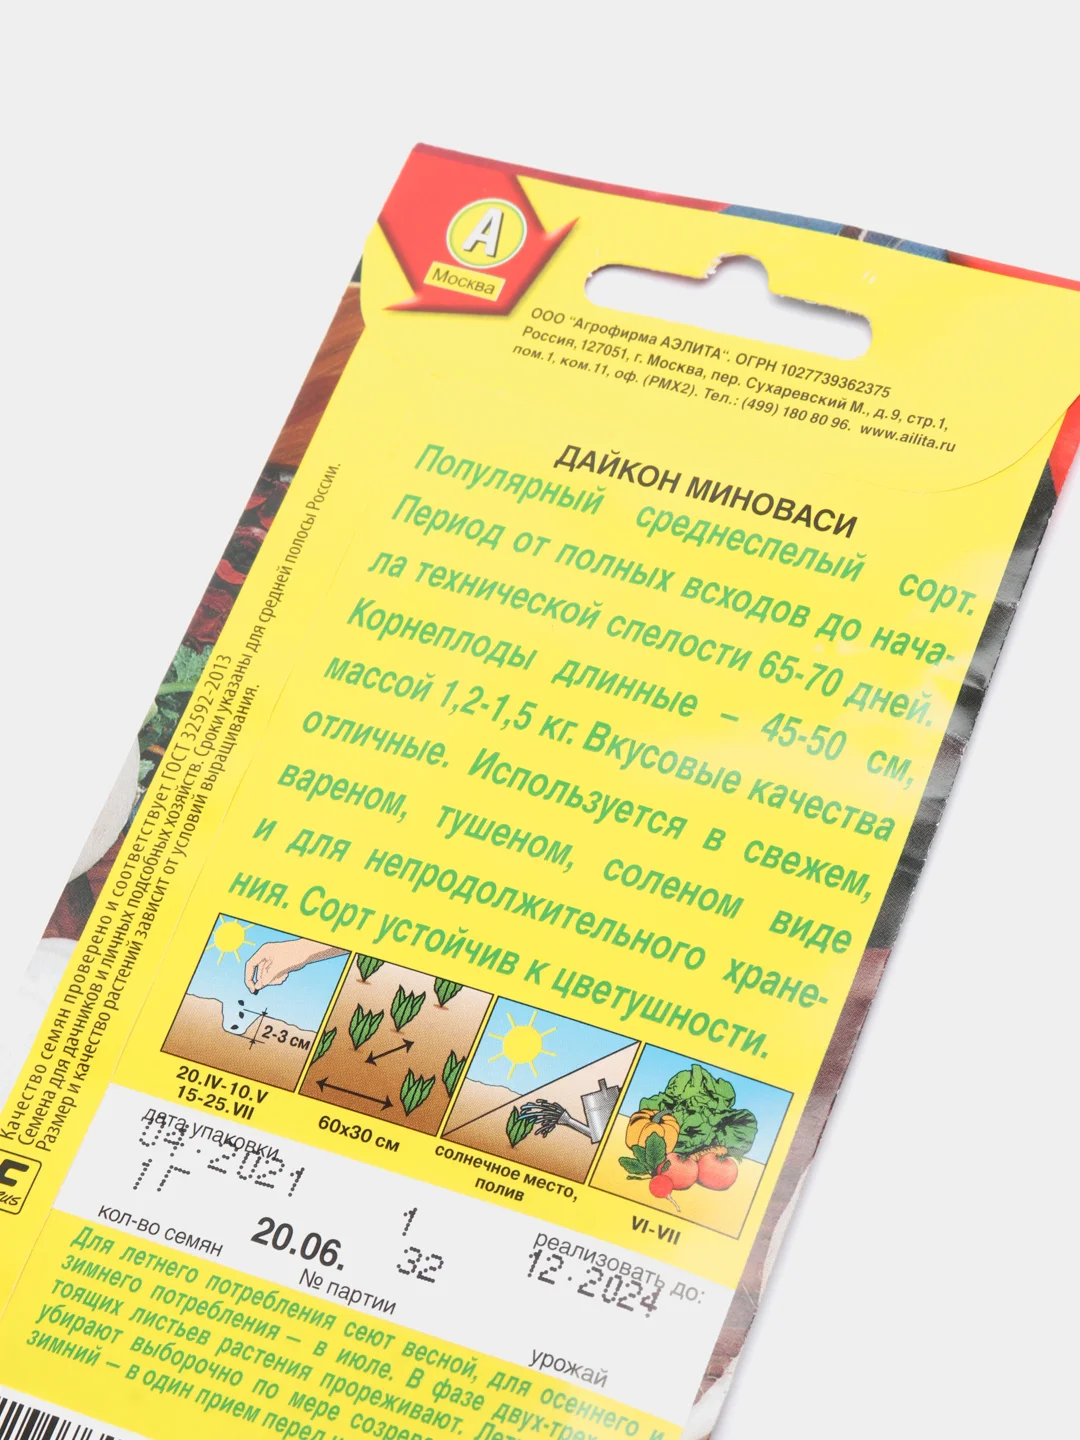 А
Москва
ООО "Агрофирма АЭЛИТА". ОГРН 1027739362375
Россия, 127051, г. Москва, пер. Сухаревский М., д. 9, стр.1,
пом.1, ком.11, оф. (РМХ2). Тел.: (499) 180 80 96. www.ailita.ru
ДАЙКОН МИНОВАСИ
Популярный среднеспелый сорт.
Период от полных всходов до нача-
ла технической спелости 65-70 дней.
Корнеплоды длинные – 45-50 см,
массой 1,2-1,5 кг. Вкусовые качества
отличные. Используется в свежем,
вареном, тушеном, соленом виде
и для непродолжительного хране-
ния. Сорт устойчив к цветушности.
2-3 см
20.IV-10.V
15-25.VII
60х30 см
солнечное место,
полив
VI-VII
дата упаковки
04.2021
1Г
кол-во семян
20.06.
№ партии
1
32
реализовать до:
12.2024
урожай
Для летнего потребления сеют весной, для осеннего и
зимнего потребления – в июле. В фазе двух-трех
тоящих листьев растения прореживают.
убирают выборочно по мере
зимний – в один прием перед
Качество семян проверено и соответствует ГОСТ 32592-2013
Семена для дачников и личных подсобных хозяйств. Сроки указаны для средней полосы России.
Размер и качество растений зависит от условий выращивания.